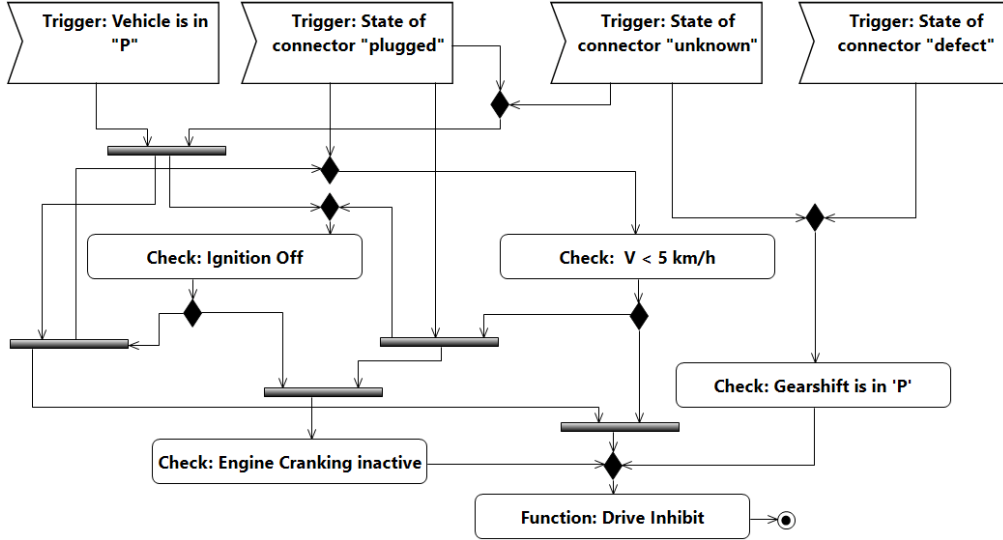 Trigger: Vehicle is in
"P"
Trigger: State of
connector "plugged"
Trigger: State of
connector "unknown"
Trigger: State of
connector "defect"
Check: Ignition Off
Check:  V < 5 km/h
Check: Gearshift is in 'P'
Check: Engine Cranking inactive
Function: Drive Inhibit